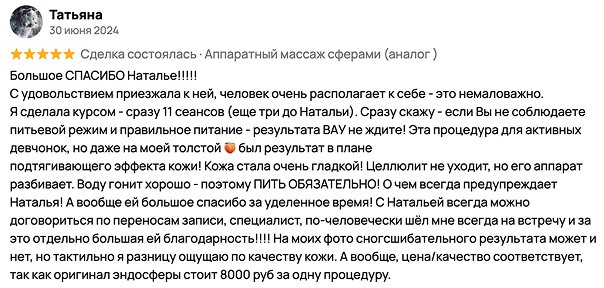 Татьяна
30 июня 2024
Сделка состоялась · Аппаратный массаж сферами (аналог )
Большое СПАСИБО Наталье!!!!!
С удовольствием приезжала к ней, человек очень располагает к себе - это немаловажно.
Я сделала курсом - сразу 11 сеансов (еще три до Натальи). Сразу скажу - если Вы не соблюдаете
питьевой режим и правильное питание - результата ВАУ не ждите! Эта процедура для активных
девчонок, но даже на моей толстой 🍑 был результат в плане
подтягивающего эффекта кожи! Кожа стала очень гладкой! Целлюлит не уходит, но его аппарат
разбивает. Воду гонит хорошо - поэтому ПИТЬ ОБЯЗАТЕЛЬНО! О чем всегда предупреждает
Наталья! А вообще ей большое спасибо за уделенное время! С Натальей всегда можно
договориться по переносам записи, специалист, по-человечески шёл мне всегда на встречу и за
это отдельно большая ей благодарность!!!! На моих фото сногсшибательного результата может и
нет, но тактильно я разницу ощущаю по качеству кожи. А вообще, цена/качество соответствует,
так как оригинал эндосферы стоит 8000 руб за одну процедуру.